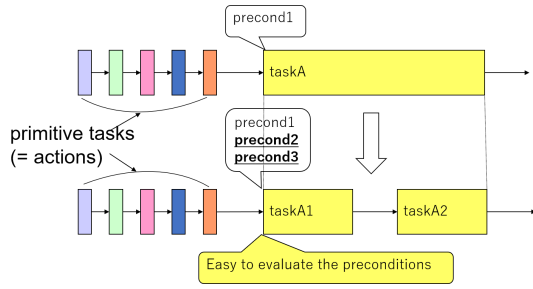 precond1
taskA
primitive tasks
(= actions)
precond1
precond2
precond3
taskA1
taskA2
Easy to evaluate the preconditions